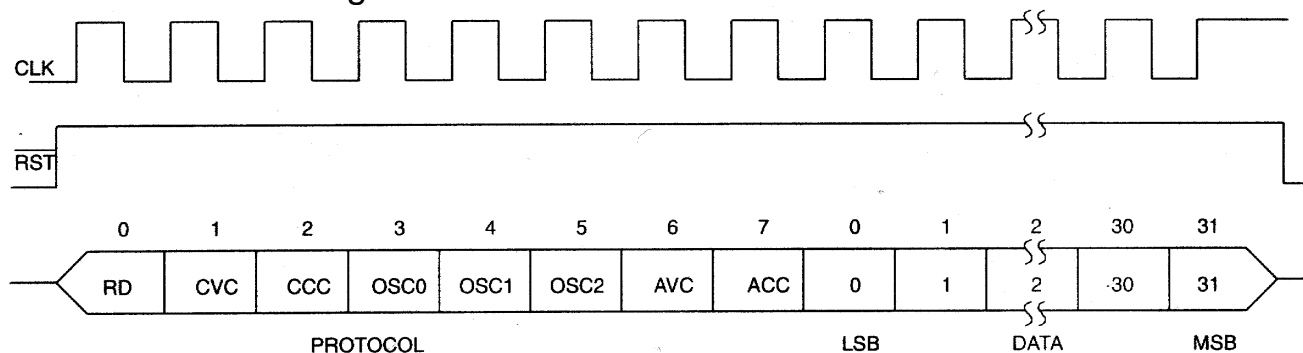 CLK
RST
0 1 2 3 4 5 6 7 0 1 2 30 31
RD CVC CCC OSC0 OSC1 OSC2 AVC ACC 0 1 2 30 31
PROTOCOL LSB DATA MSB